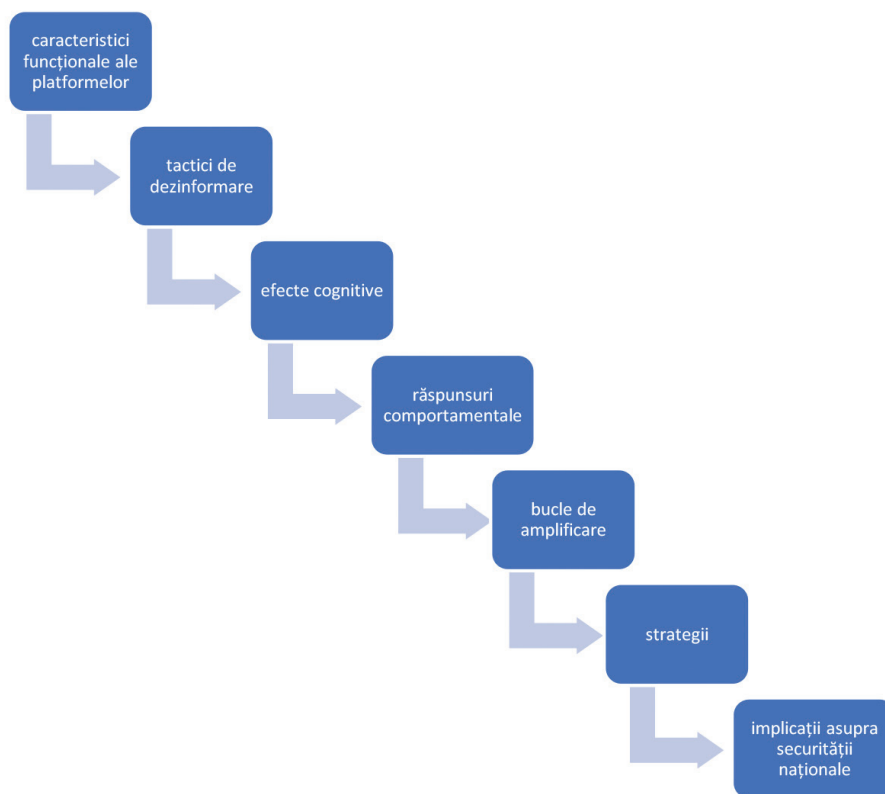 caracteristici
funcționale ale
platformelor
tactici de
dezinformare
efecte cognitive
răspunsuri
comportamentale
bucle de
amplificare
strategii
implicații asupra
securității
naționale